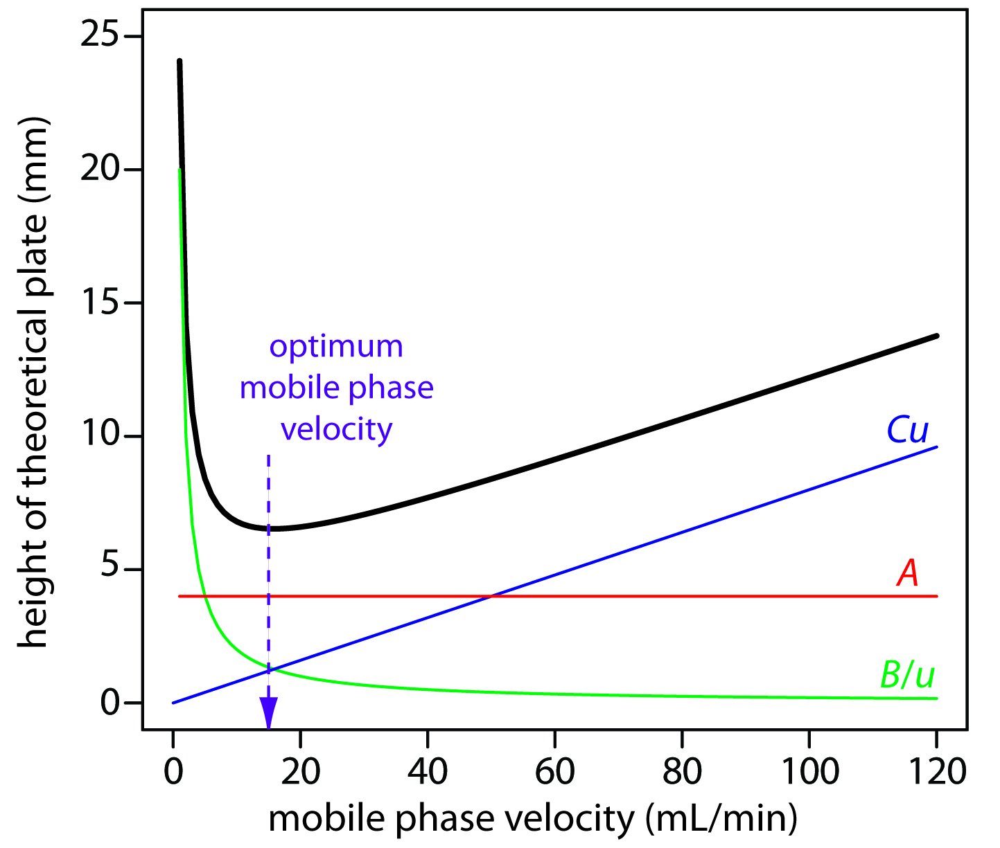 height of theoretical plate (mm)
25
20
15
10
5
0
optimum
mobile phase
velocity
Cu
A
B/u
0 20 40 60 80 100 120
mobile phase velocity (mL/min)